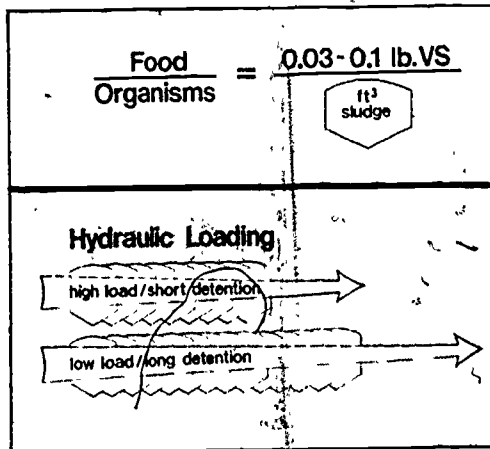 Food = 0.03-0.1 lb.VS
Organisms ft³
sludge
Hydraulic Loading
high load/short detention
low load/long detention